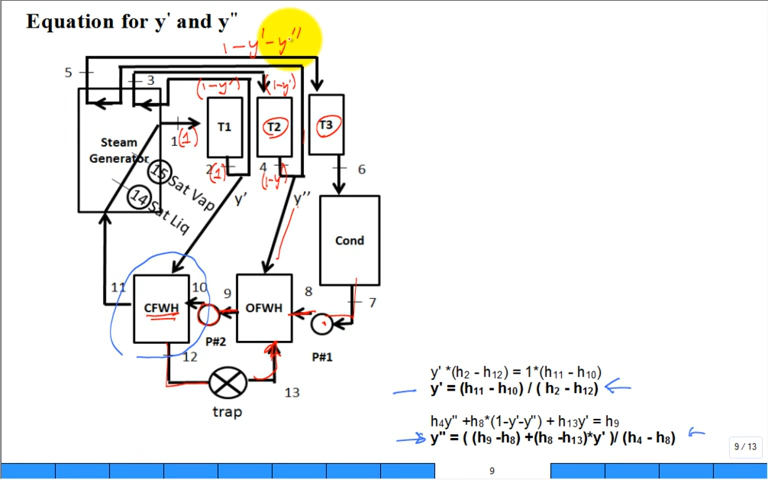 Equation for y' and y"
1-y'-y"
5
3
(1-y')
(1-y')
T1
T2
T3
1
(1)
Steam
Generator
15
Sat Vap
14
Sat Liq
2
(1)
4
(1-y')
6
y'
y"
Cond
11
10
9
8
7
CFWH
OFWH
P#2
P#1
12
13
trap
y' *(h2 - h12) = 1*(h11 - h10)
y' = (h11 - h10) / ( h2 - h12)
h4y" +h8*(1-y'-y") + h13y' = h9
y" = ( (h9 -h8) +(h8 -h13)*y' )/ (h4 - h8)
9 / 13
9